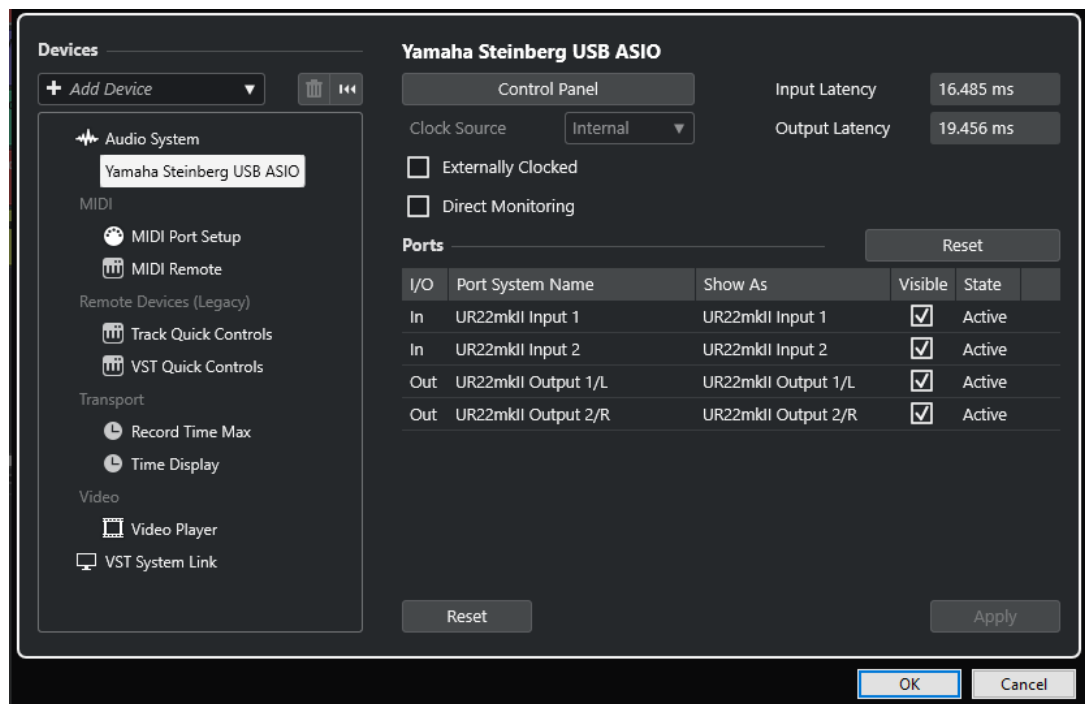 Devices
Add Device
Audio System
Yamaha Steinberg USB ASIO
MIDI
MIDI Port Setup
MIDI Remote
Remote Devices (Legacy)
Track Quick Controls
VST Quick Controls
Transport
Record Time Max
Time Display
Video
Video Player
VST System Link
Yamaha Steinberg USB ASIO
Control Panel
Input Latency 16.485 ms
Clock Source Internal
Output Latency 19.456 ms
Externally Clocked
Direct Monitoring
Ports
Reset
I/O Port System Name Show As Visible State
In UR22mkII Input 1 UR22mkII Input 1 Active
In UR22mkII Input 2 UR22mkII Input 2 Active
Out UR22mkII Output 1/L UR22mkII Output 1/L Active
Out UR22mkII Output 2/R UR22mkII Output 2/R Active
Reset
Apply
OK
Cancel